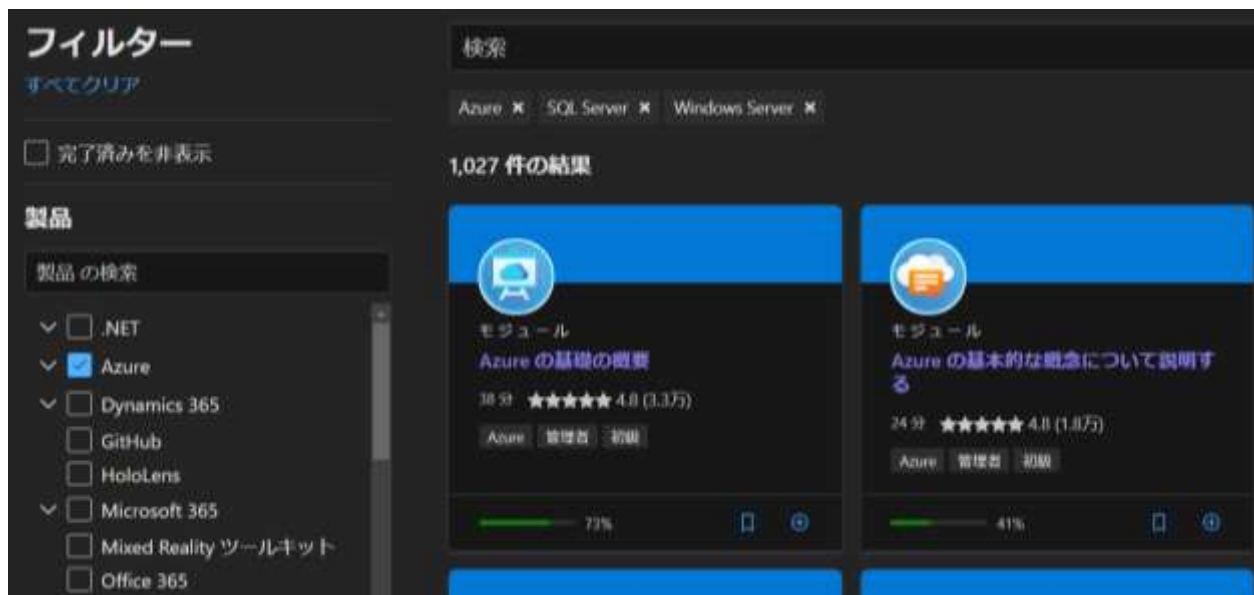 フィルター
すべてクリア
完了済みを非表示
製品
製品 の検索
.NET
Azure
Dynamics 365
GitHub
HoloLens
Microsoft 365
Mixed Reality ツールキット
Office 365
検索
Azure ✖ SQL Server ✖ Windows Server ✖
1,027 件の結果
モジュール
Azure の基礎の概要
38 分 ★★★★★ 4.8 (3.3万)
Azure 管理者 初級
73%
モジュール
Azure の基本的な概念について説明す
る
24 分 ★★★★★ 4.8 (1.8万)
Azure 管理者 初級
41%